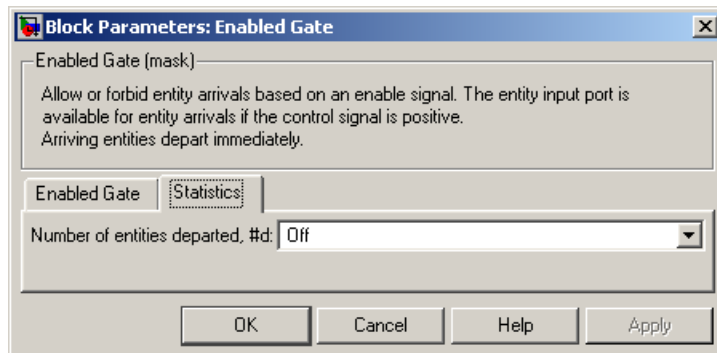 Block Parameters: Enabled Gate
Enabled Gate (mask)
Allow or forbid entity arrivals based on an enable signal. The entity input port is
available for entity arrivals if the control signal is positive.
Arriving entities depart immediately.
Enabled Gate Statistics
Number of entities departed, #d: Off
OK Cancel Help Apply